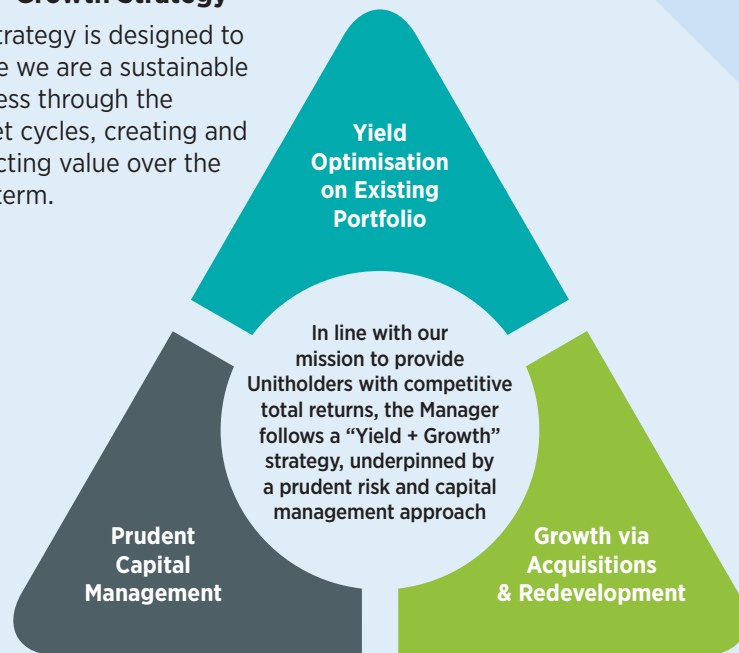 Growth Strategy
trategy is designed to
e we are a sustainable
ess through the
et cycles, creating and
cting value over the
term.
Yield
Optimisation
on Existing
Portfolio
In line with our
mission to provide
Unitholders with competitive
total returns, the Manager
follows a “Yield + Growth”
strategy, underpinned by
a prudent risk and capital
management approach
Prudent
Capital
Management
Growth via
Acquisitions
& Redevelopment